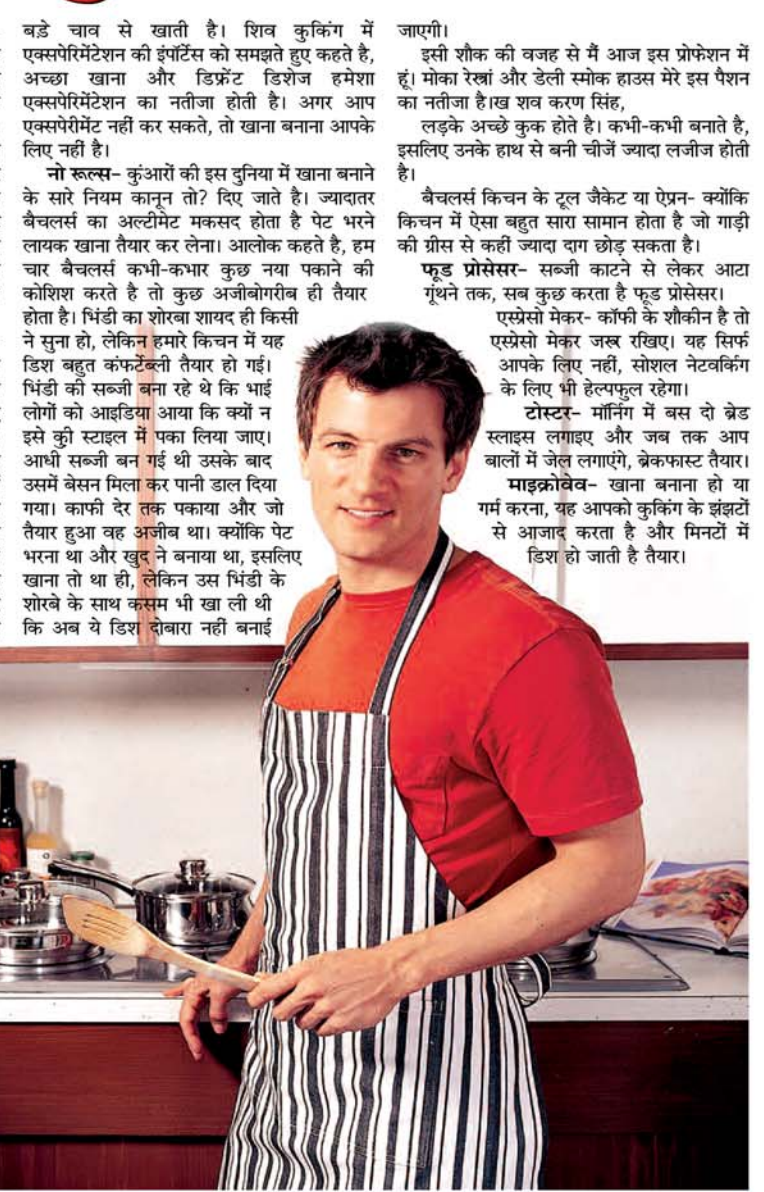 बड़े चाव से खाती है। शिव कुकिंग में
एक्सपेरिमेंटेशन की इंपॉर्टेंस को समझते हुए कहते है,
अच्छा खाना और डिफ्रेंट डिशेज हमेशा
एक्सपेरिमेंटेशन का नतीजा होती है। अगर आप
एक्सपेरीमेंट नहीं कर सकते, तो खाना बनाना आपके
लिए नहीं है।
नो रूल्स– कुंआरों की इस दुनिया में खाना बनाने
के सारे नियम कानून तो? दिए जाते है। ज्यादातर
बैचलर्स का अल्टीमेट मकसद होता है पेट भरने
लायक खाना तैयार कर लेना। आलोक कहते है, हम
चार बैचलर्स कभी-कभार कुछ नया पकाने की
कोशिश करते है तो कुछ अजीबोगरीब ही तैयार
होता है। भिंडी का शोरबा शायद ही किसी
ने सुना हो, लेकिन हमारे किचन में यह
डिश बहुत कंफर्टेब्ली तैयार हो गई।
भिंडी की सब्जी बना रहे थे कि भाई
लोगों को आइडिया आया कि क्यों न
इसे कुी स्टाइल में पका लिया जाए।
आधी सब्जी बन गई थी उसके बाद
उसमें बेसन मिला कर पानी डाल दिया
गया। काफी देर तक पकाया और जो
तैयार हुआ वह अजीब था। क्योंकि पेट
भरना था और खुद ने बनाया था, इसलिए
खाना तो था ही, लेकिन उस भिंडी के
शोरबे के साथ कसम भी खा ली थी
कि अब ये डिश दोबारा नहीं बनाई
जाएगी।
इसी शौक की वजह से मैं आज इस प्रोफेशन में
हूं। मोका रेस्त्रां और डेली स्मोक हाउस मेरे इस पैशन
का नतीजा है।ख शव करण सिंह,
लड़के अच्छे कुक होते है। कभी-कभी बनाते है,
इसलिए उनके हाथ से बनी चीजें ज्यादा लजीज होती
है।
बैचलर्स किचन के टूल जैकेट या ऐप्रन- क्योंकि
किचन में ऐसा बहुत सारा सामान होता है जो गाड़ी
की ग्रीस से कहीं ज्यादा दाग छोड़ सकता है।
फूड प्रोसेसर- सब्जी काटने से लेकर आटा
गूंथने तक, सब कुछ करता है फूड प्रोसेसर।
एस्प्रेसो मेकर- कॉफी के शौकीन है तो
एस्प्रेसो मेकर जरूर रखिए। यह सिर्फ
आपके लिए नहीं, सोशल नेटवर्किग
के लिए भी हेल्पफुल रहेगा।
टोस्टर- मॉर्निग में बस दो ब्रेड
स्लाइस लगाइए और जब तक आप
बालों में जेल लगाएंगे, ब्रेकफास्ट तैयार।
माइक्रोवेव- खाना बनाना हो या
गर्म करना, यह आपको कुकिंग के झंझटों
से आजाद करता है और मिनटों में
डिश हो जाती है तैयार।